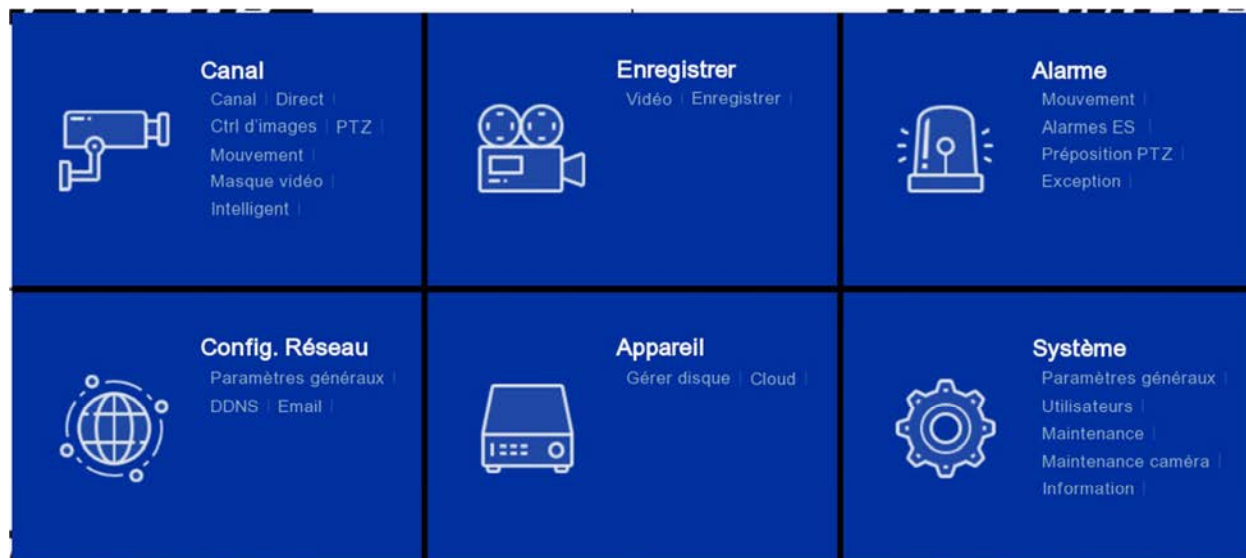 Canal
Canal | Direct |
Ctrl d'images | PTZ |
Mouvement |
Masque vidéo |
Intelligent |
Enregistrer
Vidéo | Enregistrer |
Alarme
Mouvement |
Alarmes ES |
Préposition PTZ |
Exception |
Config. Réseau
Paramètres généraux |
DDNS | Email |
Appareil
Gérer disque | Cloud |
Système
Paramètres généraux |
Utilisateurs |
Maintenance |
Maintenance caméra |
Information |